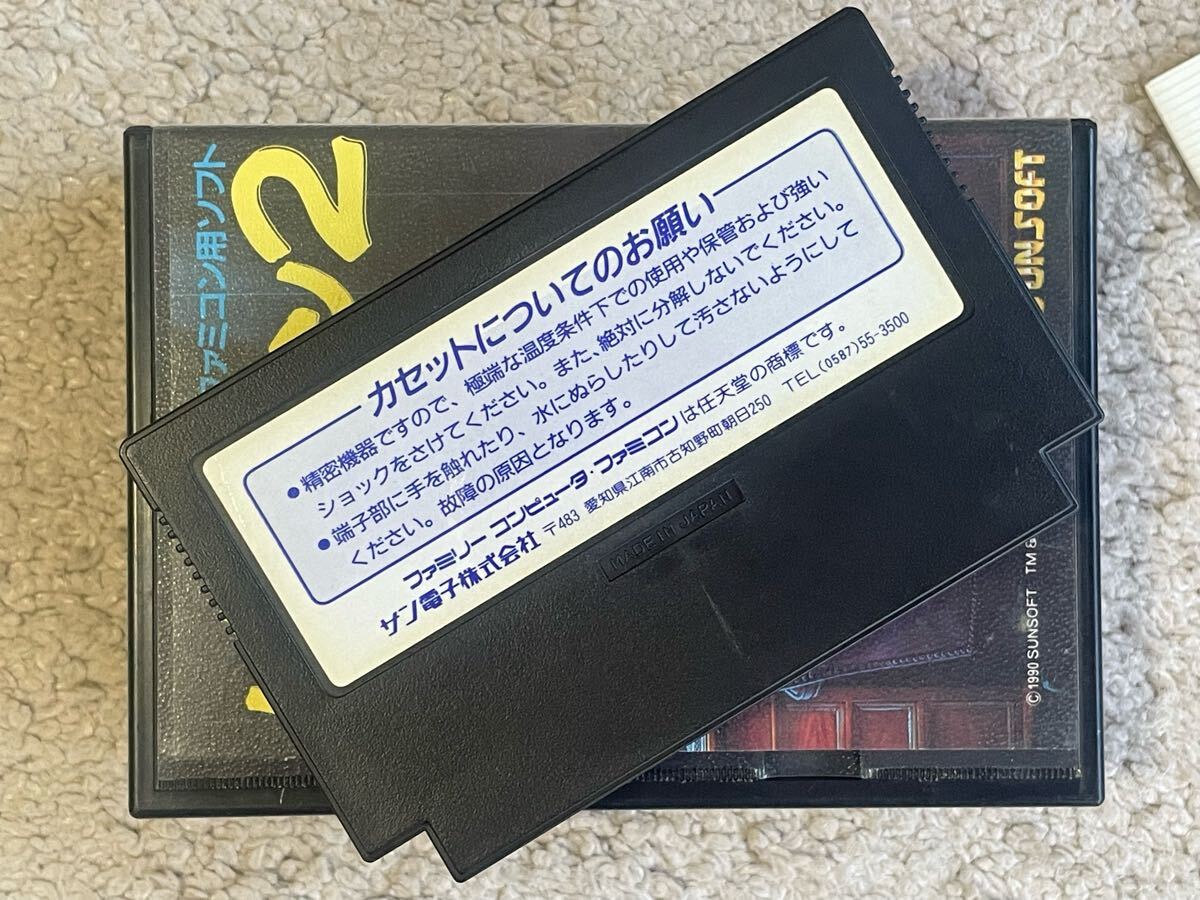 カセットについてのお願い
●精密機器ですので、極端な温度条件下での使用や保管および強い
ショックをさけてください。また、絶対に分解しないでください。
●端子部に手を触れたり、水にぬらしたりして汚さないようにして
ください。故障の原因となります。
ファミリーコンピュータ・ファミコンは任天堂の商標です。
サン電子株式会社 〒483 愛知県江南市古知野町朝日250 TEL(0587)55-3500
MADE IN JAPAN
ファミコン用ソフト
2
SUNSOFT
©1990 SUNSOFT TM &